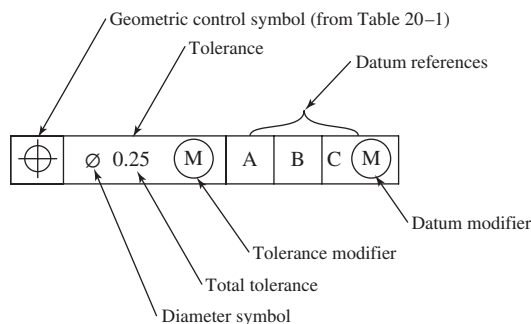 Geometric control symbol (from Table 20–1)
Tolerance
Datum references
⌀ 0.25 M A B C M
Datum modifier
Tolerance modifier
Total tolerance
Diameter symbol